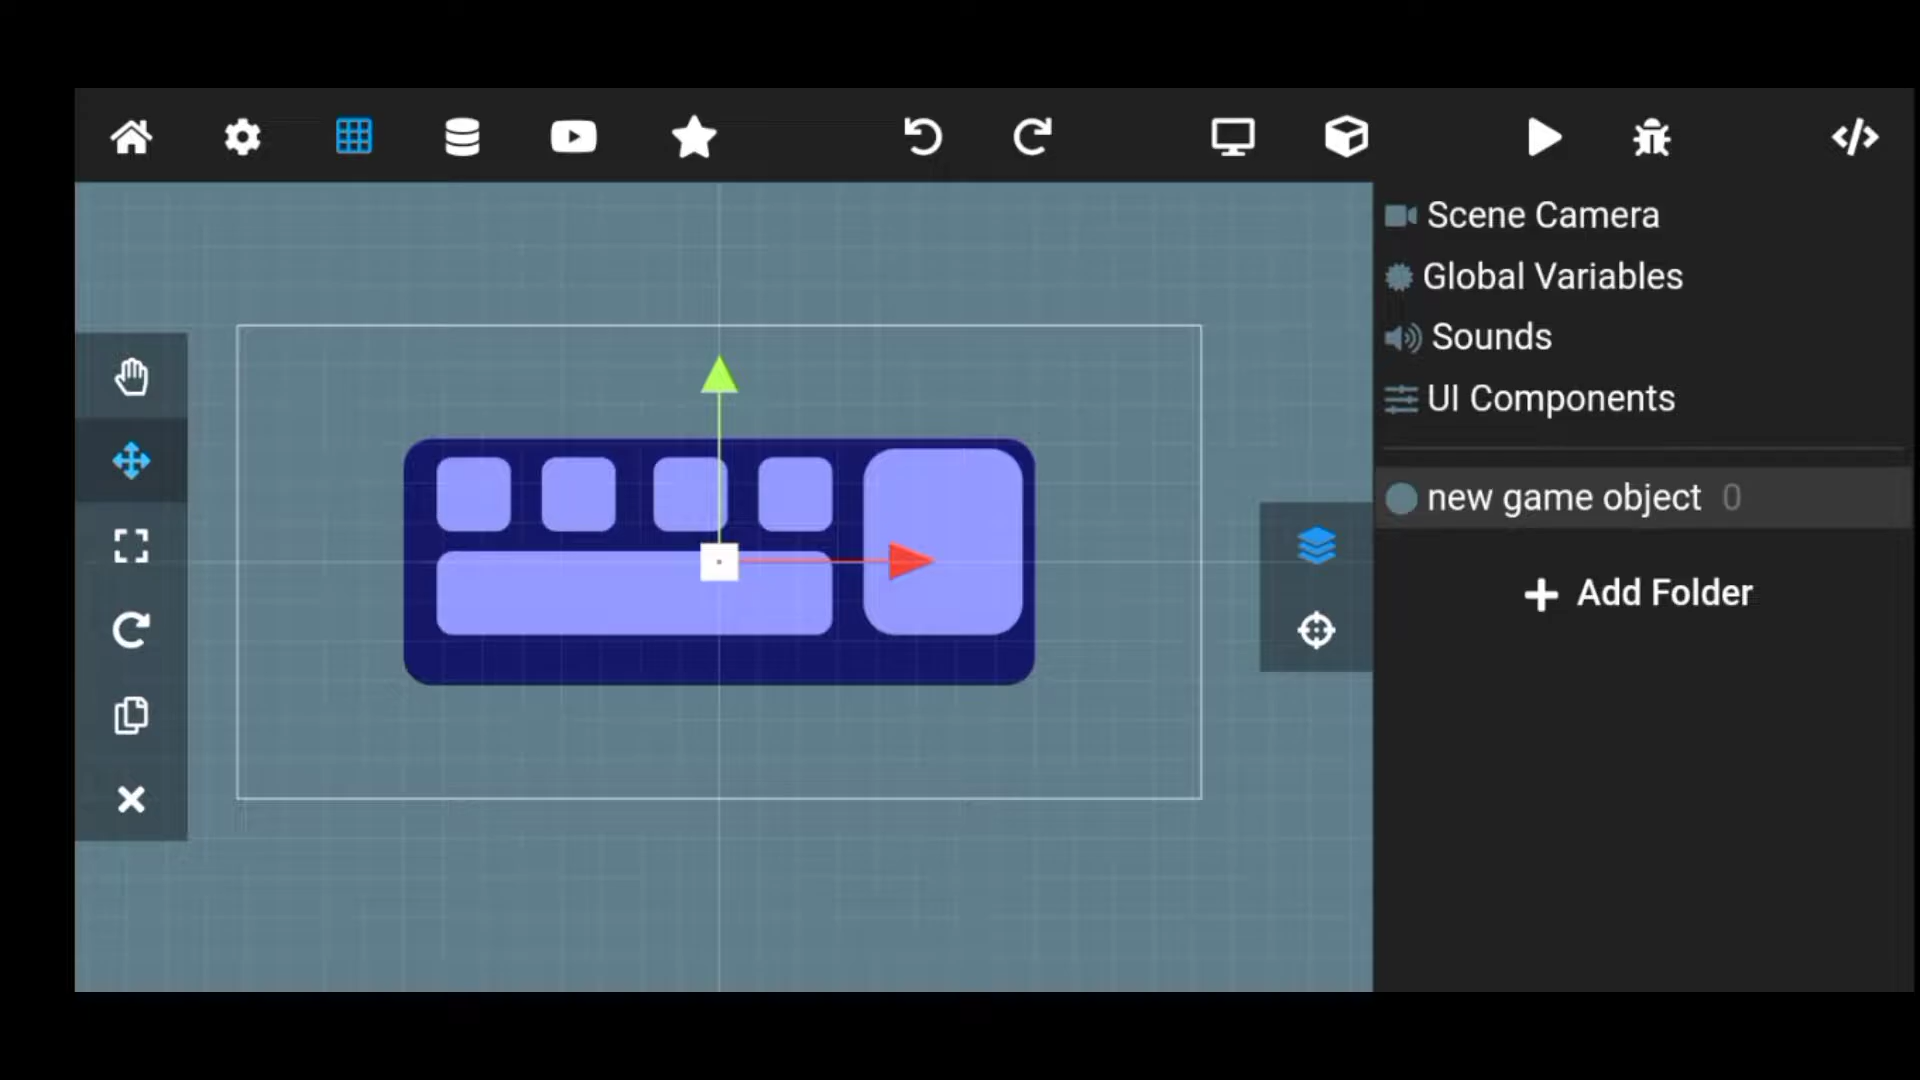 Scene Camera
Global Variables
Sounds
UI Components
new game object 0
Add Folder